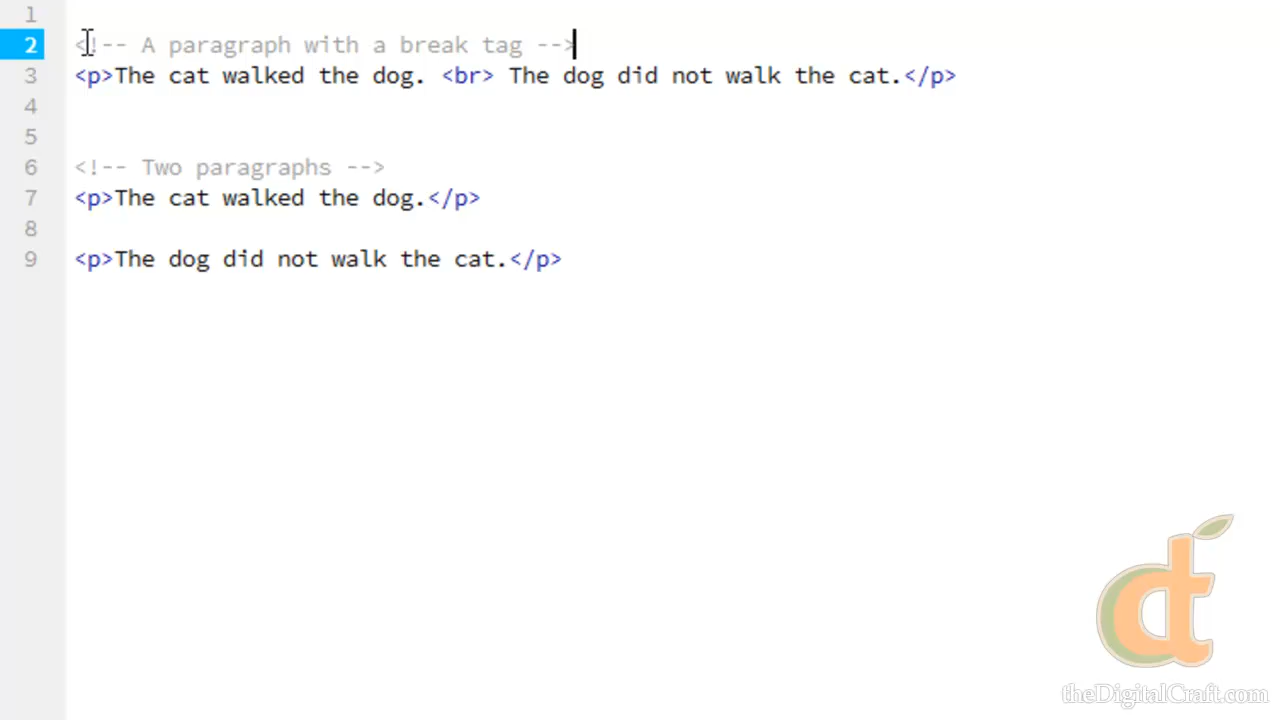 1
2 <!-- A paragraph with a break tag -->
3 <p>The cat walked the dog. <br> The dog did not walk the cat.</p>
4
5
6 <!-- Two paragraphs -->
7 <p>The cat walked the dog.</p>
8
9 <p>The dog did not walk the cat.</p>
theDigitalCraft.com